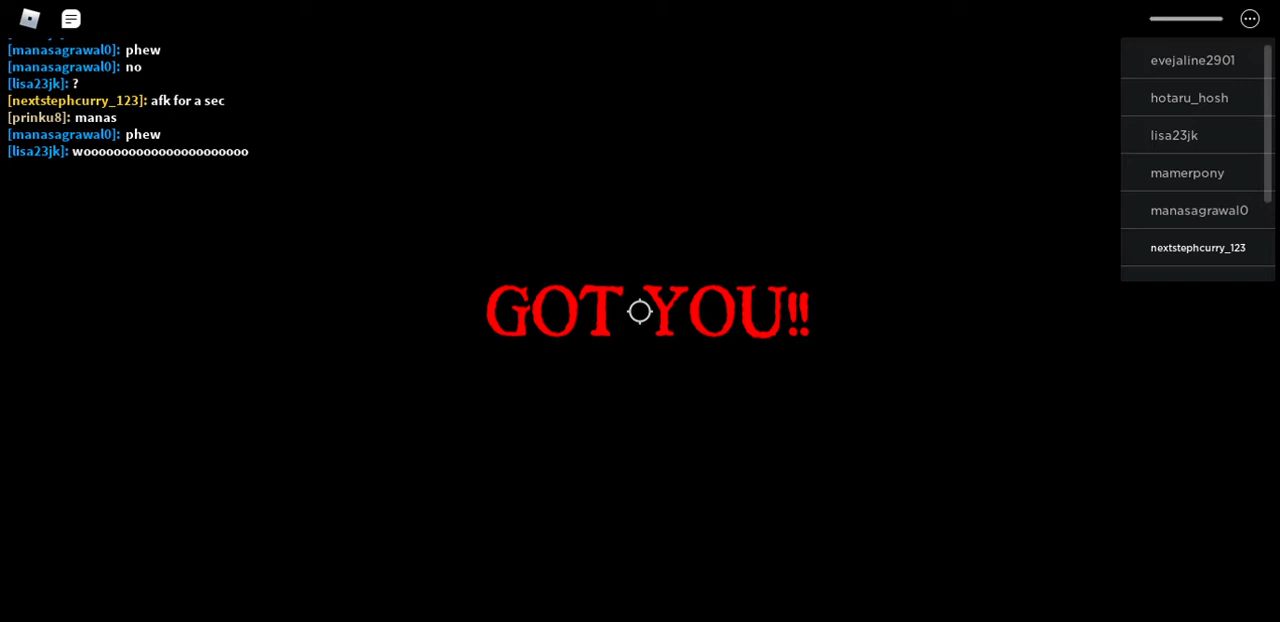 [manasagrawal0]: phew
[manasagrawal0]: no
[lisa23jk]: ?
[nextstephcurry_123]: afk for a sec
[prinku8]: manas
[manasagrawal0]: phew
[lisa23jk]: woooooooooooooooooooooo
evejaline2901
hotaru_hosh
lisa23jk
mamerpony
manasagrawal0
nextstephcurry_123
GOT YOU!!